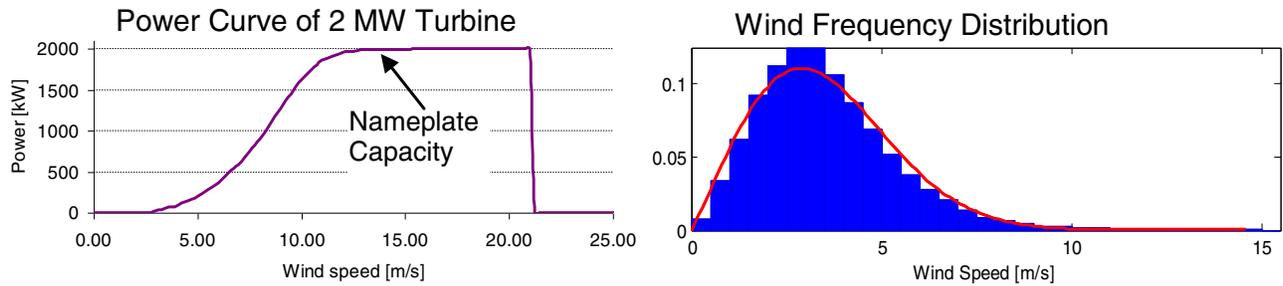 Power Curve of 2 MW Turbine
2000
1500
1000
500
0
Power [kW]
Nameplate
Capacity
0.00 5.00 10.00 15.00 20.00 25.00
Wind speed [m/s]
Wind Frequency Distribution
0.1
0.05
0
0 5 10 15
Wind Speed [m/s]